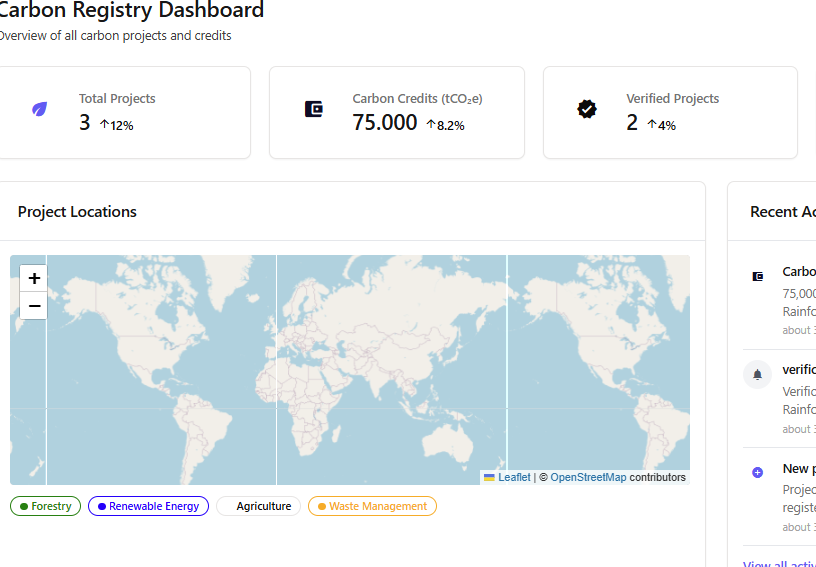 Carbon Registry Dashboard
Overview of all carbon projects and credits
Total Projects
3 ↑12%
Carbon Credits (tCO₂e)
75.000 ↑8.2%
Verified Projects
2 ↑4%
Project Locations
+
−
Leaflet | © OpenStreetMap contributors
Forestry
Renewable Energy
Agriculture
Waste Management
Recent Ac
Carbo
75,000
Rainfo
about 3
verific
Verific
Rainfo
about 3
New p
Projec
registe
about 3
View all activ